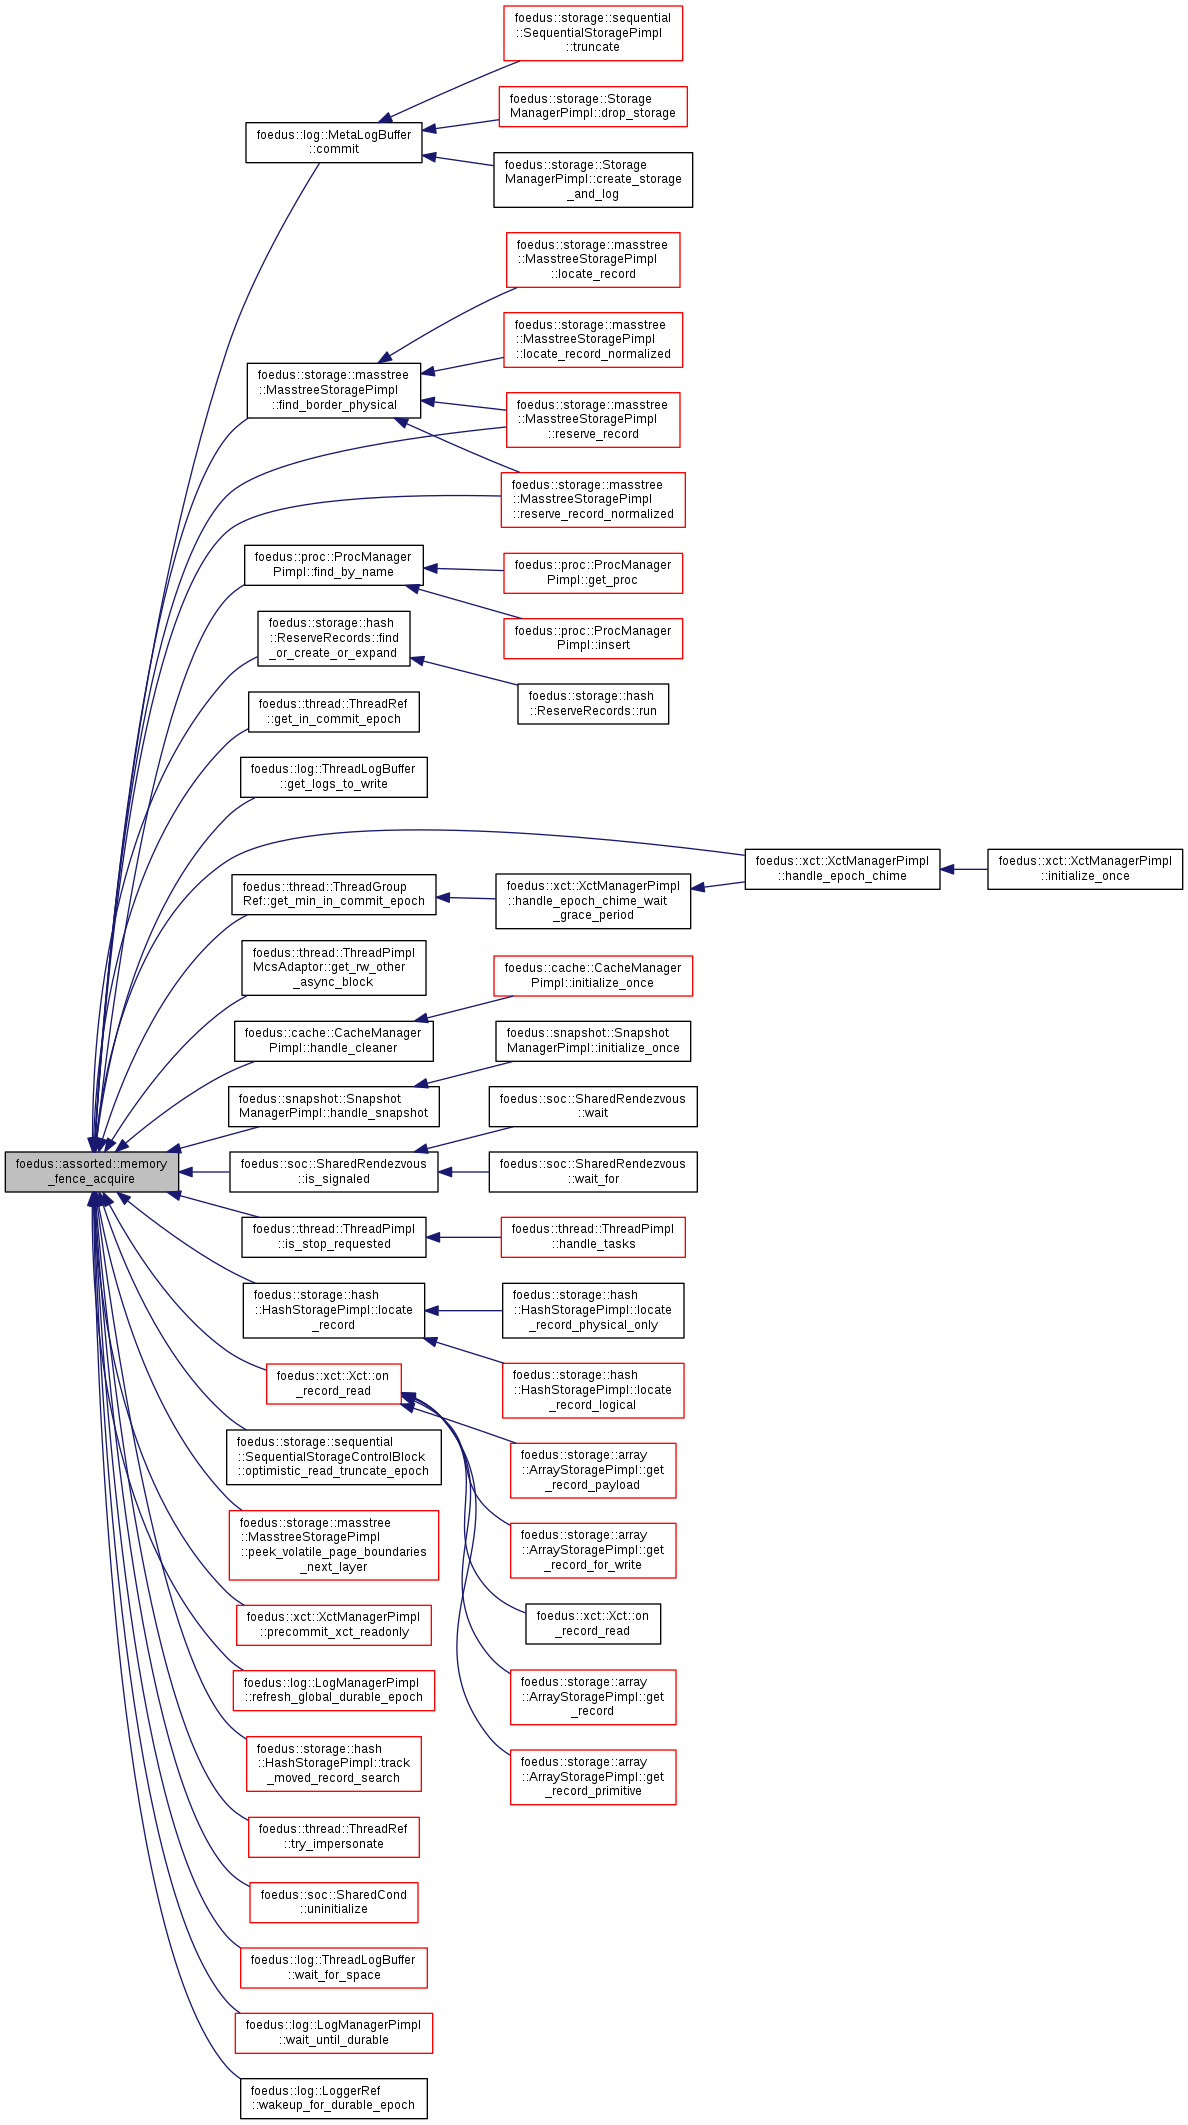 foedus::storage::sequential
::SequentialStoragePimpl
::truncate
foedus::storage::Storage
ManagerPimpl::drop_storage
foedus::log::MetaLogBuffer
::commit
foedus::storage::Storage
ManagerPimpl::create_storage
_and_log
foedus::storage::masstree
::MasstreeStoragePimpl
::locate_record
foedus::storage::masstree
::MasstreeStoragePimpl
::locate_record_normalized
foedus::storage::masstree
::MasstreeStoragePimpl
::find_border_physical
foedus::storage::masstree
::MasstreeStoragePimpl
::reserve_record
foedus::storage::masstree
::MasstreeStoragePimpl
::reserve_record_normalized
foedus::proc::ProcManager
Pimpl::find_by_name
foedus::proc::ProcManager
Pimpl::get_proc
foedus::storage::hash
::ReserveRecords::find
_or_create_or_expand
foedus::proc::ProcManager
Pimpl::insert
foedus::storage::hash
::ReserveRecords::run
foedus::thread::ThreadRef
::get_in_commit_epoch
foedus::log::ThreadLogBuffer
::get_logs_to_write
foedus::xct::XctManagerPimpl
::handle_epoch_chime
foedus::xct::XctManagerPimpl
::initialize_once
foedus::thread::ThreadGroup
Ref::get_min_in_commit_epoch
foedus::xct::XctManagerPimpl
::handle_epoch_chime_wait
_grace_period
foedus::thread::ThreadPimpl
McsAdaptor::get_rw_other
_async_block
foedus::cache::CacheManager
Pimpl::initialize_once
foedus::cache::CacheManager
Pimpl::handle_cleaner
foedus::snapshot::Snapshot
ManagerPimpl::initialize_once
foedus::snapshot::Snapshot
ManagerPimpl::handle_snapshot
foedus::soc::SharedRendezvous
::wait
foedus::assorted::memory
_fence_acquire
foedus::soc::SharedRendezvous
::is_signaled
foedus::soc::SharedRendezvous
::wait_for
foedus::thread::ThreadPimpl
::is_stop_requested
foedus::thread::ThreadPimpl
::handle_tasks
foedus::storage::hash
::HashStoragePimpl::locate
_record
foedus::storage::hash
::HashStoragePimpl::locate
_record_physical_only
foedus::xct::Xct::on
_record_read
foedus::storage::hash
::HashStoragePimpl::locate
_record_logical
foedus::storage::sequential
::SequentialStorageControlBlock
::optimistic_read_truncate_epoch
foedus::storage::array
::ArrayStoragePimpl::get
_record_payload
foedus::storage::masstree
::MasstreeStoragePimpl
::peek_volatile_page_boundaries
_next_layer
foedus::storage::array
::ArrayStoragePimpl::get
_record_for_write
foedus::xct::XctManagerPimpl
::precommit_xct_readonly
foedus::xct::Xct::on
_record_read
foedus::log::LogManagerPimpl
::refresh_global_durable_epoch
foedus::storage::array
::ArrayStoragePimpl::get
_record
foedus::storage::hash
::HashStoragePimpl::track
_moved_record_search
foedus::storage::array
::ArrayStoragePimpl::get
_record_primitive
foedus::thread::ThreadRef
::try_impersonate
foedus::soc::SharedCond
::uninitialize
foedus::log::ThreadLogBuffer
::wait_for_space
foedus::log::LogManagerPimpl
::wait_until_durable
foedus::log::LoggerRef
::wakeup_for_durable_epoch